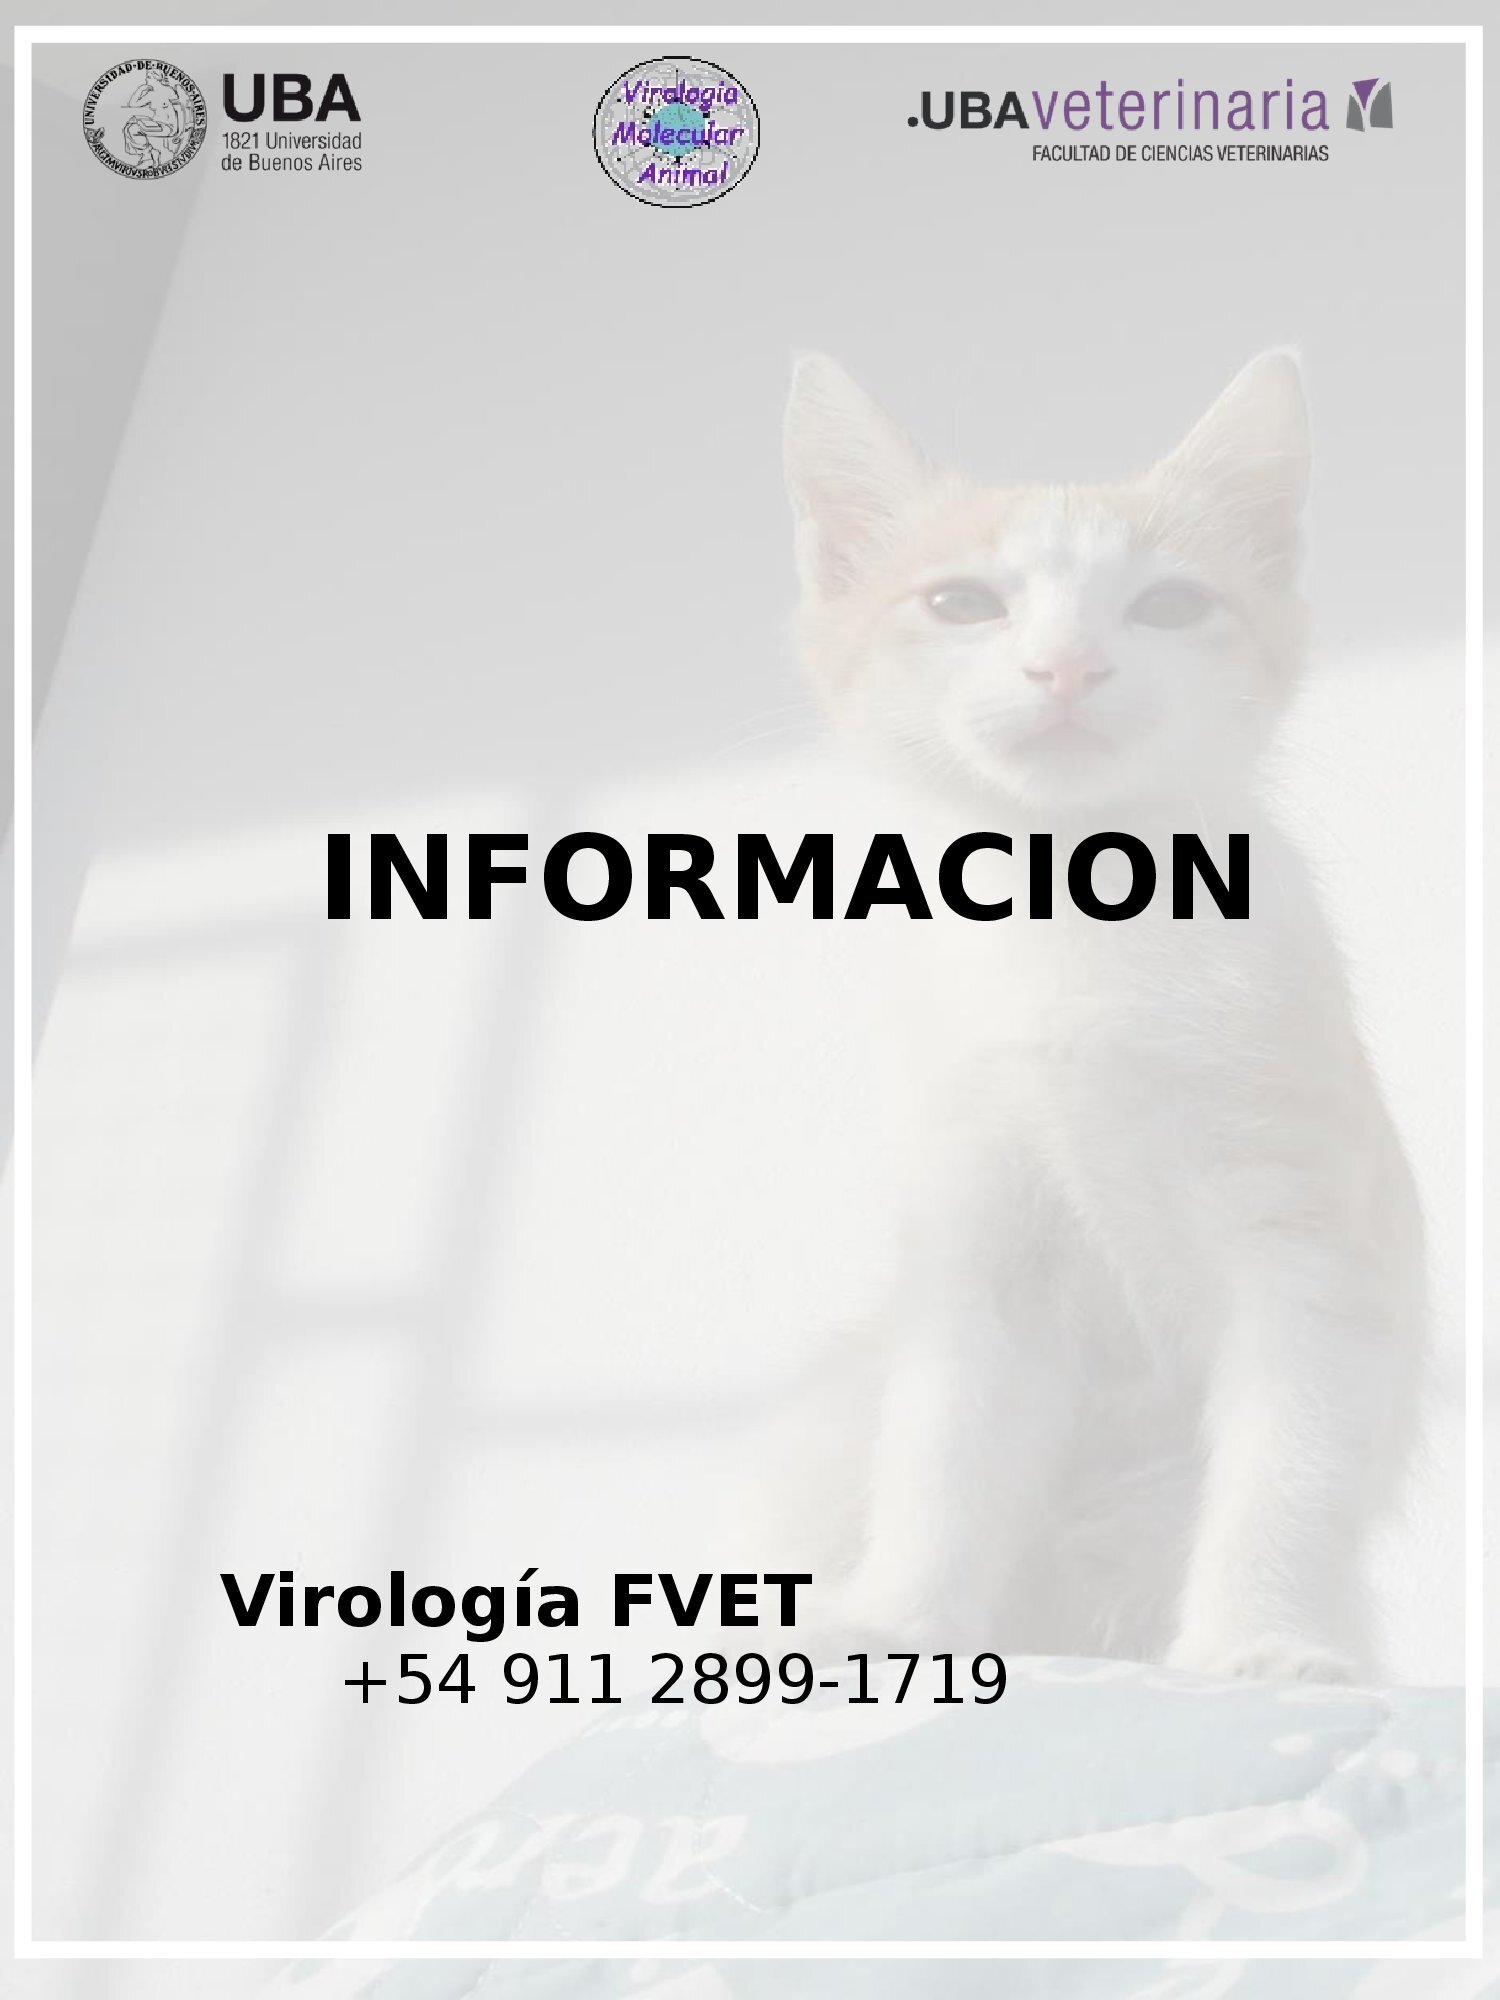 UBA
1821 Universidad
de Buenos Aires
Virología
Molecular
Animal
.UBAveterinaria
FACULTAD DE CIENCIAS VETERINARIAS
INFORMACION
Virología FVET
+54 911 2899-1719